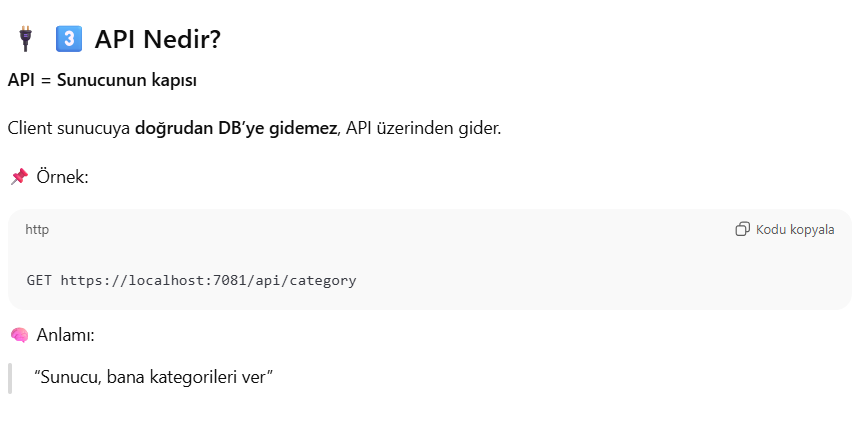 🔌 3️⃣ API Nedir?
API = Sunucunun kapısı
Client sunucuya doğrudan DB’ye gidemez, API üzerinden gider.
📌 Örnek:
http
Kodu kopyala
GET https://localhost:7081/api/category
🧠 Anlamı:
“Sunucu, bana kategorileri ver”